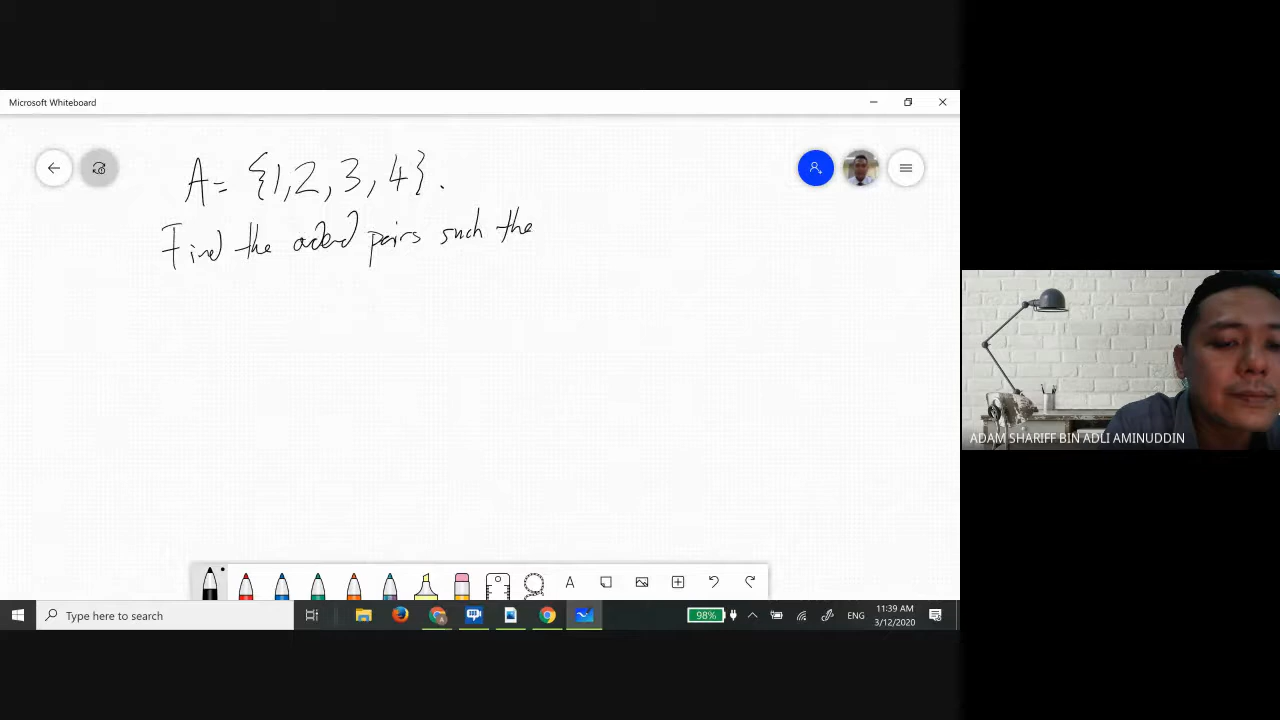 Microsoft Whiteboard
A = {1, 2, 3, 4}.
Find the ordered pairs such the
ADAM SHARIFF BIN ADLI AMINUDDIN
A
Type here to search
98%
ENG
11:39 AM
3/12/2020